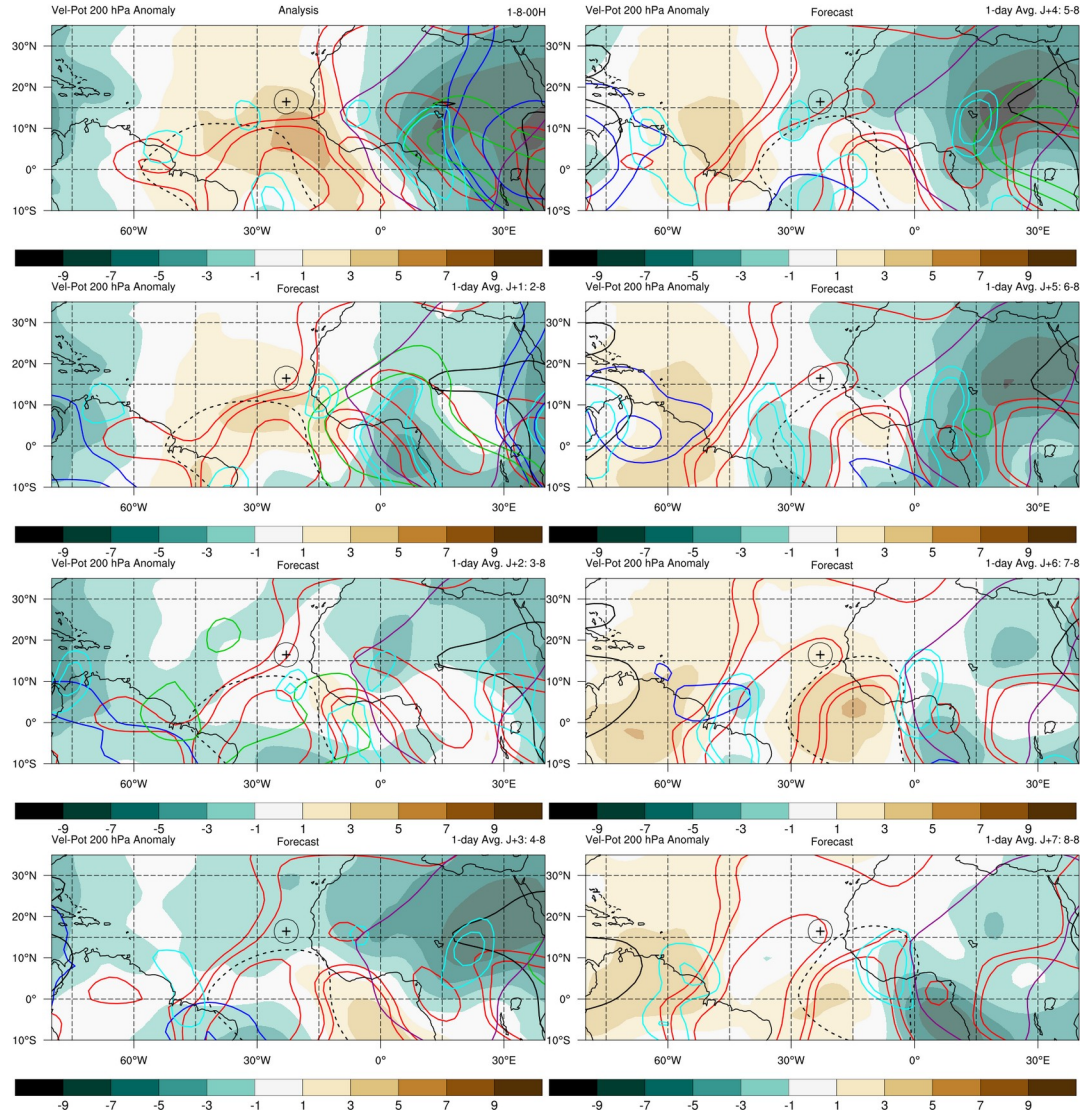 Vel-Pot 200 hPa Anomaly Analysis 1-8-00H
30°N
20°N
10°N
0°
10°S
60°W 30°W 0° 30°E
-9 -7 -5 -3 -1 1 3 5 7 9
Vel-Pot 200 hPa Anomaly Forecast 1-day Avg. J+1: 2-8
30°N
20°N
10°N
0°
10°S
60°W 30°W 0° 30°E
-9 -7 -5 -3 -1 1 3 5 7 9
Vel-Pot 200 hPa Anomaly Forecast 1-day Avg. J+2: 3-8
30°N
20°N
10°N
0°
10°S
60°W 30°W 0° 30°E
-9 -7 -5 -3 -1 1 3 5 7 9
Vel-Pot 200 hPa Anomaly Forecast 1-day Avg. J+3: 4-8
30°N
20°N
10°N
0°
10°S
60°W 30°W 0° 30°E
-9 -7 -5 -3 -1 1 3 5 7 9
Vel-Pot 200 hPa Anomaly Forecast 1-day Avg. J+4: 5-8
30°N
20°N
10°N
0°
10°S
60°W 30°W 0° 30°E
-9 -7 -5 -3 -1 1 3 5 7 9
Vel-Pot 200 hPa Anomaly Forecast 1-day Avg. J+5: 6-8
30°N
20°N
10°N
0°
10°S
60°W 30°W 0° 30°E
-9 -7 -5 -3 -1 1 3 5 7 9
Vel-Pot 200 hPa Anomaly Forecast 1-day Avg. J+6: 7-8
30°N
20°N
10°N
0°
10°S
60°W 30°W 0° 30°E
-9 -7 -5 -3 -1 1 3 5 7 9
Vel-Pot 200 hPa Anomaly Forecast 1-day Avg. J+7: 8-8
30°N
20°N
10°N
0°
10°S
60°W 30°W 0° 30°E
-9 -7 -5 -3 -1 1 3 5 7 9